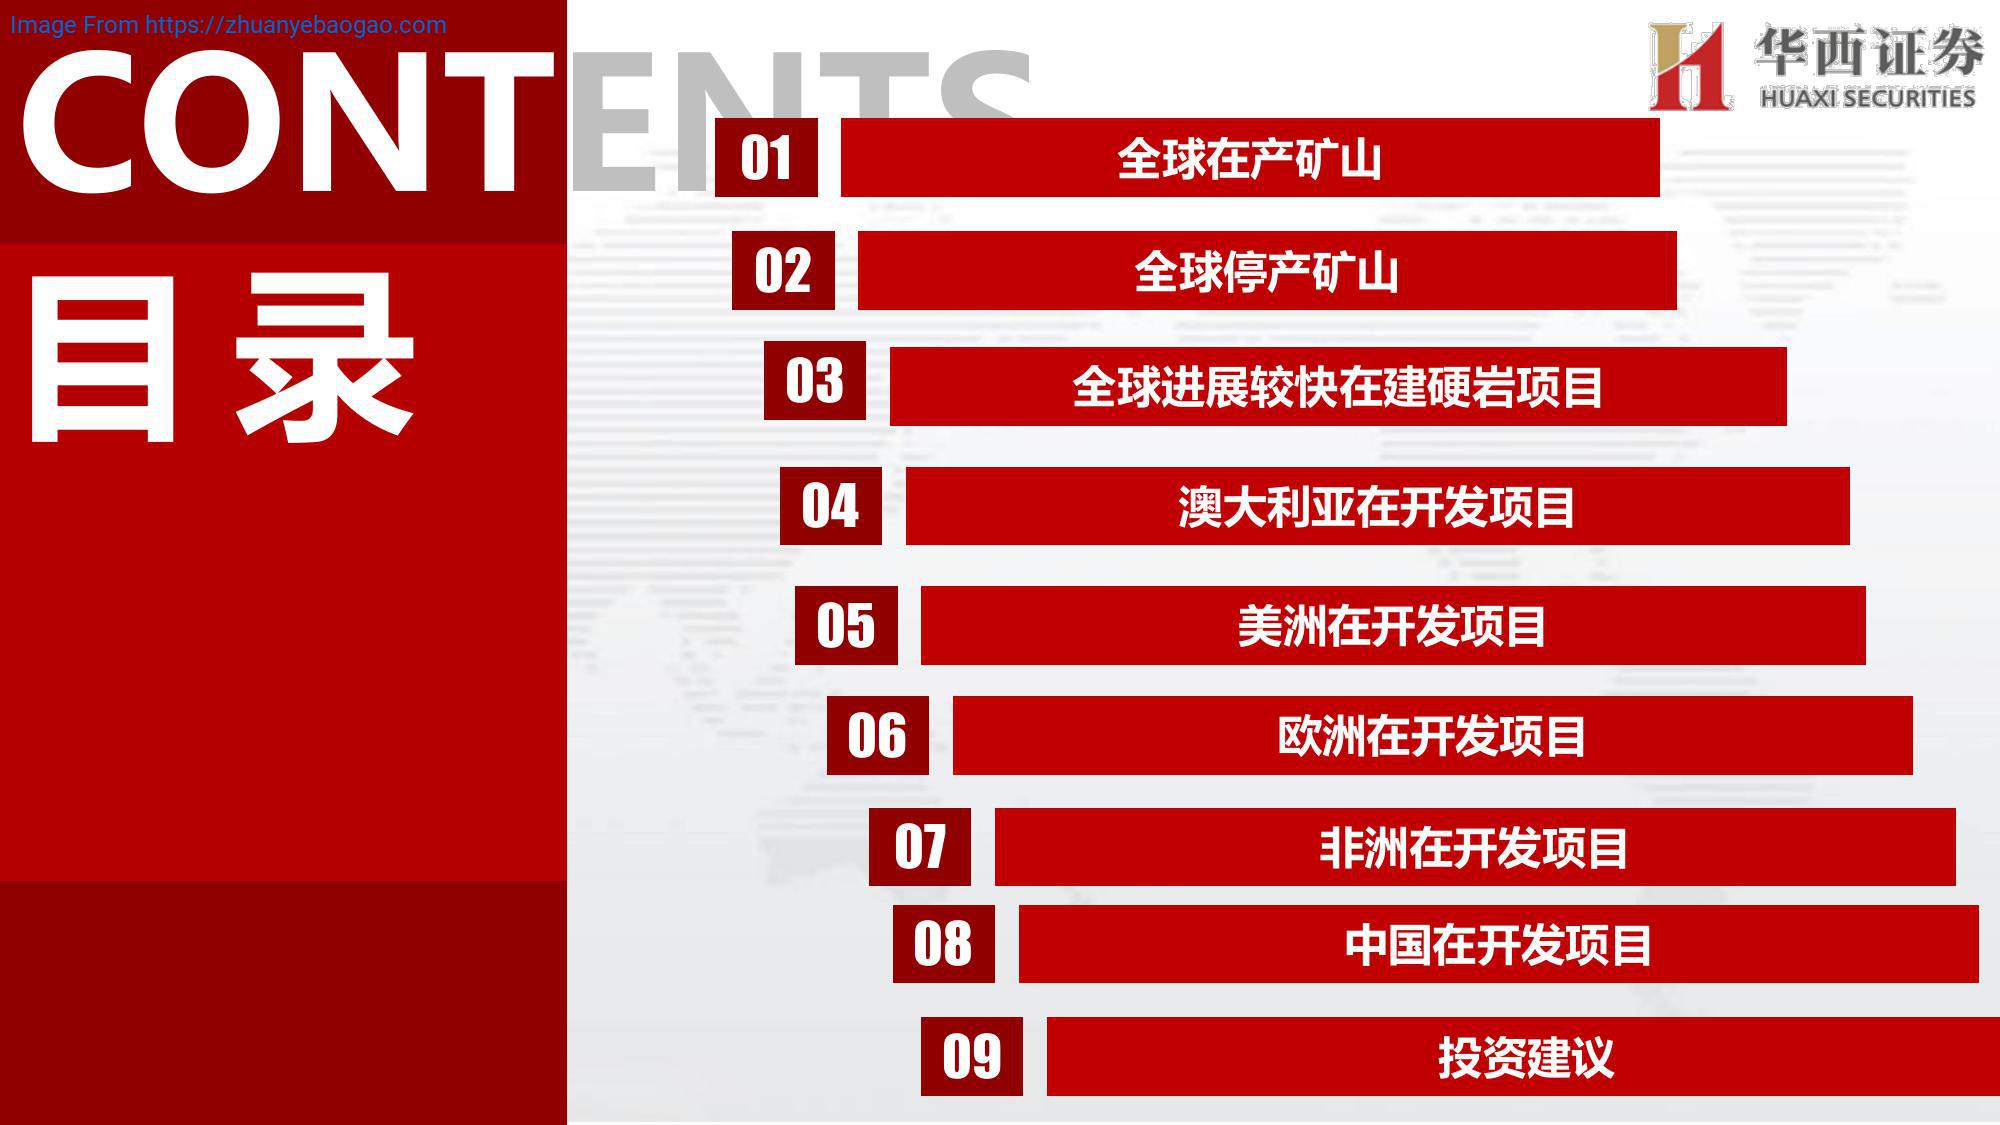 Image From https://zhuanyebaogao.com
CONTENTS
目录
华西证券
HUAXI SECURITIES
01 全球在产矿山
02 全球停产矿山
03 全球进展较快在建硬岩项目
04 澳大利亚在开发项目
05 美洲在开发项目
06 欧洲在开发项目
07 非洲在开发项目
08 中国在开发项目
09 投资建议